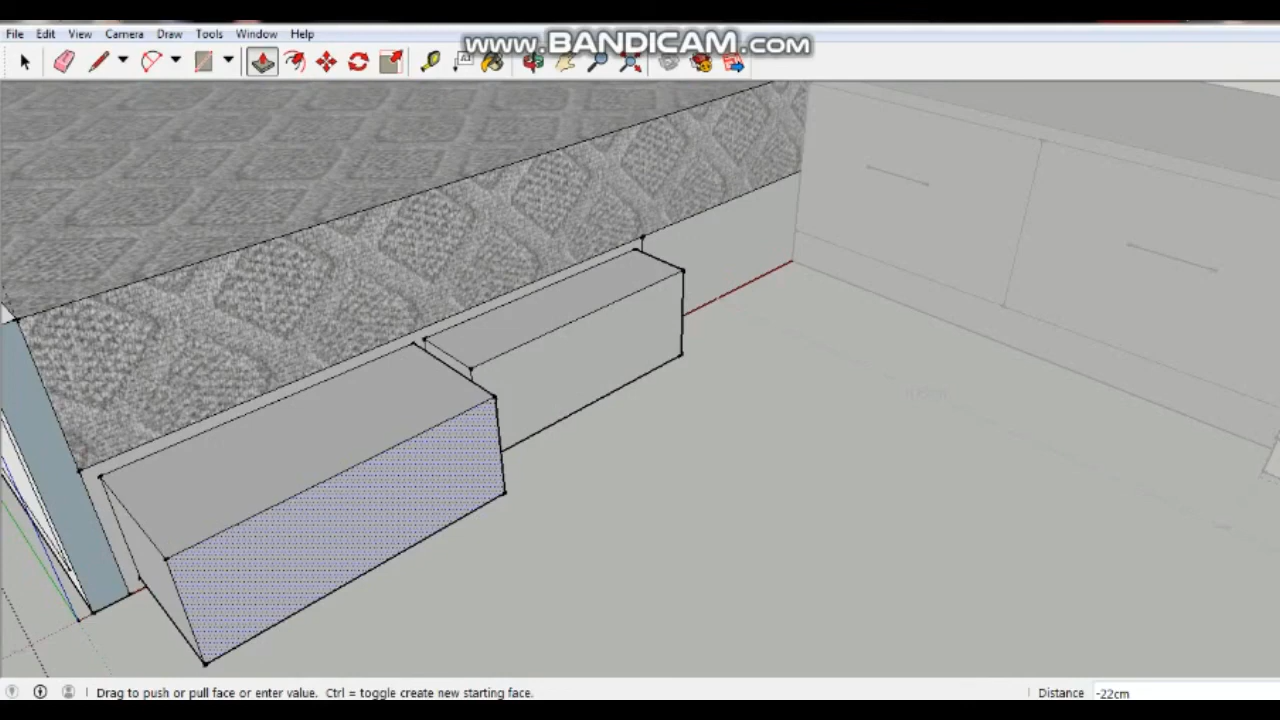 www.BANDICAM.com
File Edit View Camera Draw Tools Window Help
Drag to push or pull face or enter value. Ctrl = toggle create new starting face.
Distance -22cm